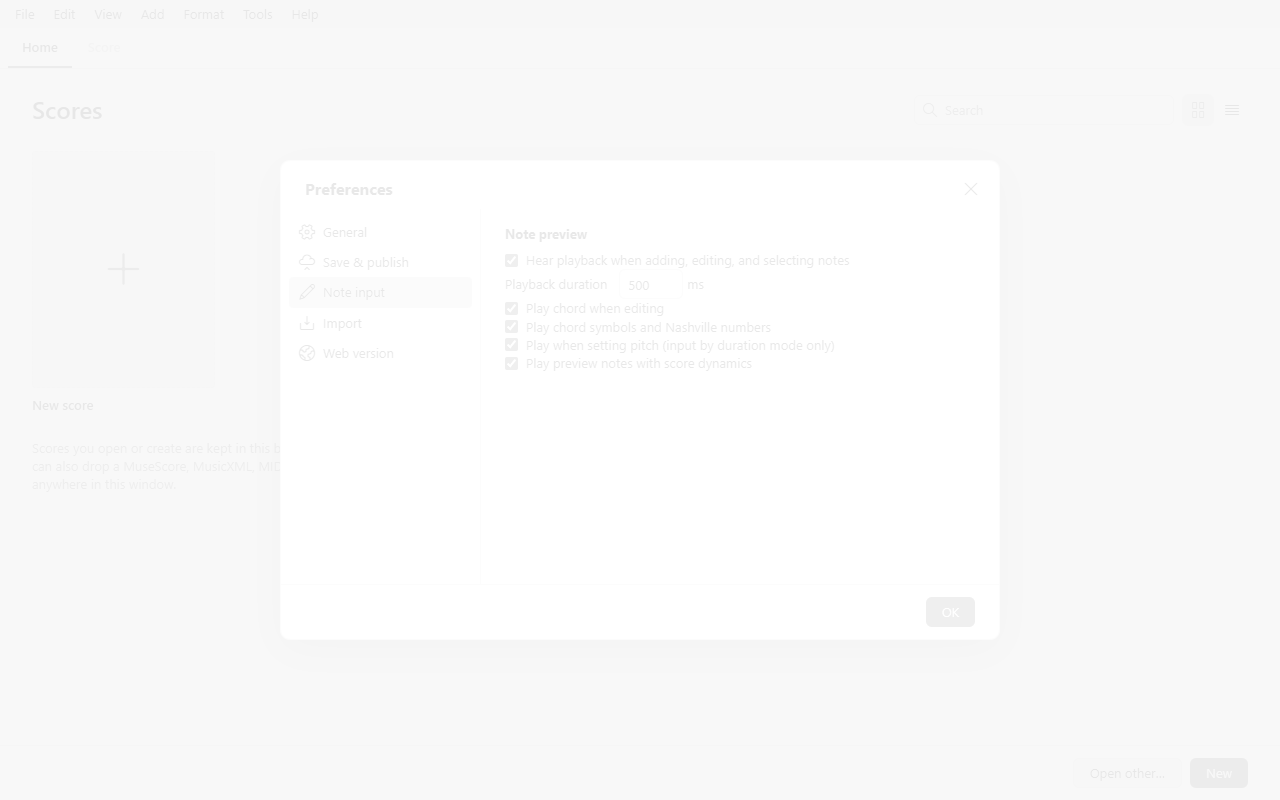 File Edit View Add Format Tools Help
Home Score
Scores
Search
Preferences
General
Save & publish
Note input
Import
Web version
Note preview
Hear playback when adding, editing, and selecting notes
Playback duration 500 ms
Play chord when editing
Play chord symbols and Nashville numbers
Play when setting pitch (input by duration mode only)
Play preview notes with score dynamics
OK
New score
Scores you open or create are kept in this
can also drop a MuseScore, MusicXML,
anywhere in this window.
Open other... New